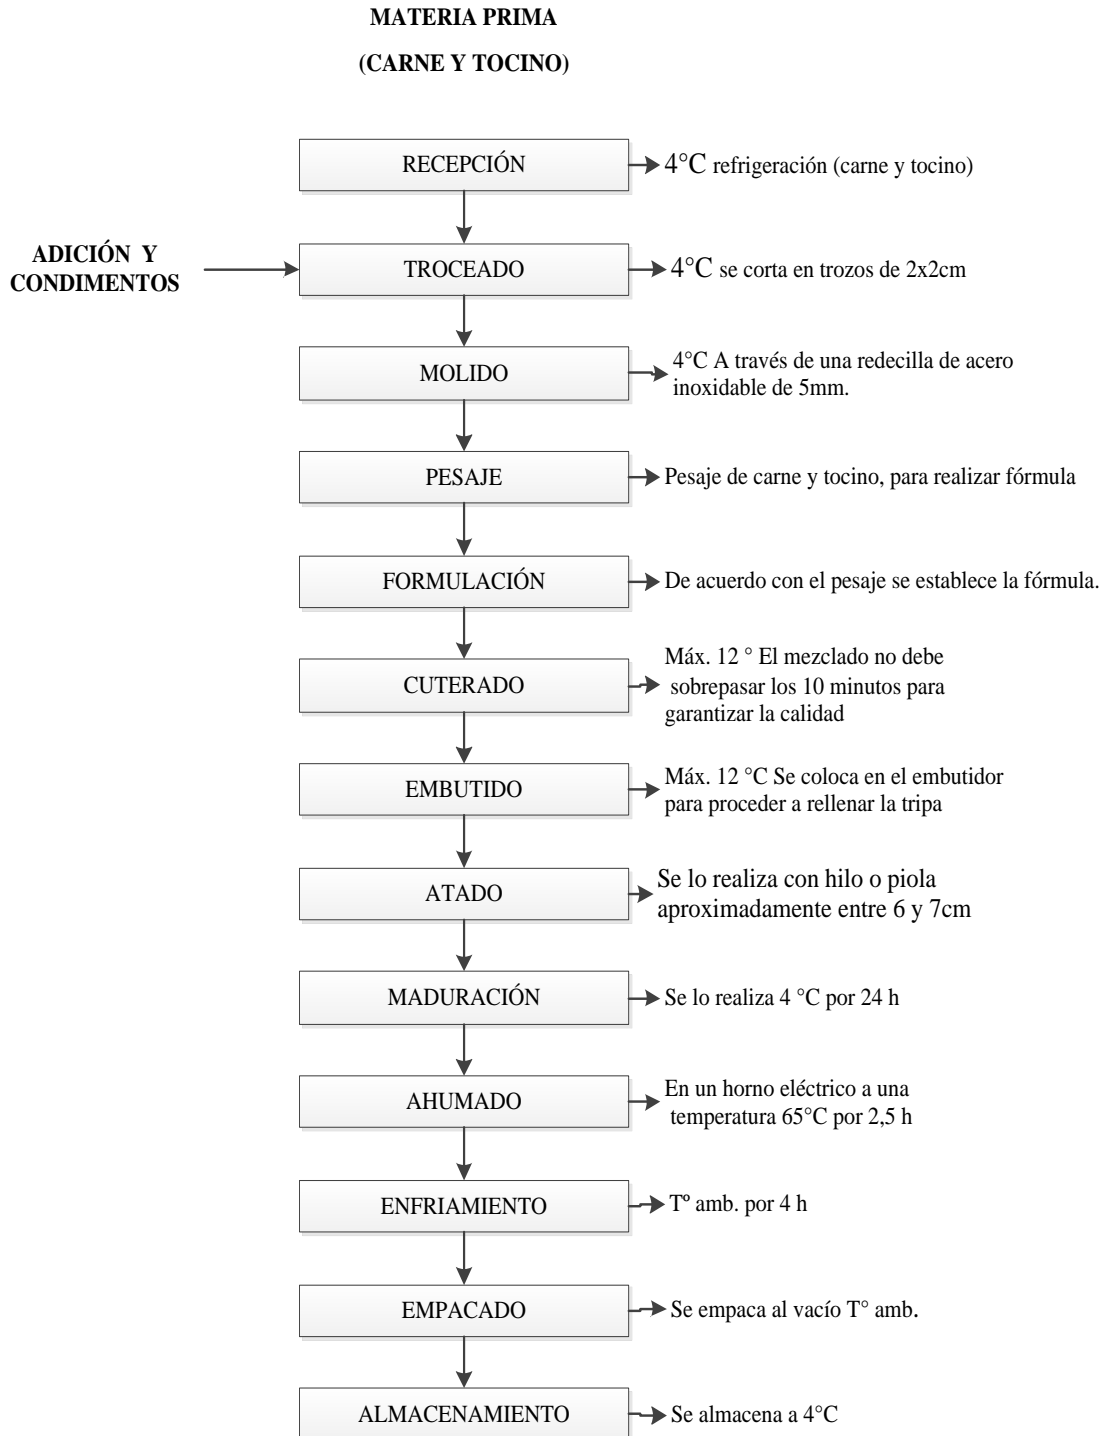 MATERIA PRIMA
(CARNE Y TOCINO)
RECEPCIÓN
4°C refrigeración (carne y tocino)
ADICIÓN Y
CONDIMENTOS
TROCEADO
4°C se corta en trozos de 2x2cm
MOLIDO
4°C A través de una redecilla de acero
inoxidable de 5mm.
PESAJE
Pesaje de carne y tocino, para realizar fórmula
FORMULACIÓN
De acuerdo con el pesaje se establece la fórmula.
CUTERADO
Máx. 12 ° El mezclado no debe
sobrepasar los 10 minutos para
garantizar la calidad
EMBUTIDO
Máx. 12 °C Se coloca en el embutidor
para proceder a rellenar la tripa
ATADO
Se lo realiza con hilo o piola
aproximadamente entre 6 y 7cm
MADURACIÓN
Se lo realiza 4 °C por 24 h
AHUMADO
En un horno eléctrico a una
temperatura 65°C por 2,5 h
ENFRIAMIENTO
Tº amb. por 4 h
EMPACADO
Se empaca al vacío T° amb.
ALMACENAMIENTO
Se almacena a 4°C